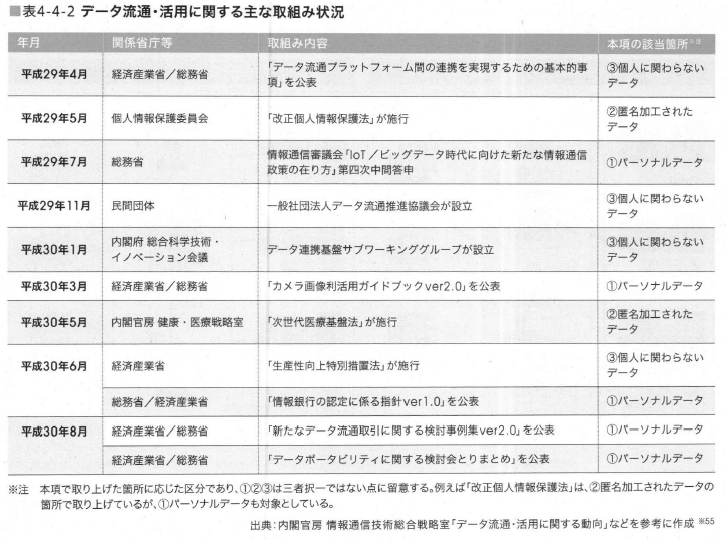 ■表4-4-2 データ流通・活用に関する主な取組み状況
年月 関係省庁等 取組み内容 本項の該当箇所※注
平成29年4月 経済産業省／総務省 「データ流通プラットフォーム間の連携を実現するための基本的事
項」を公表 ③個人に関わらない
データ
平成29年5月 個人情報保護委員会 「改正個人情報保護法」が施行 ②匿名加工された
データ
平成29年7月 総務省 情報通信審議会「IoT／ビッグデータ時代に向けた新たな情報通信
政策の在り方」第四次中間答申 ①パーソナルデータ
平成29年11月 民間団体 一般社団法人データ流通推進協議会が設立 ③個人に関わらない
データ
平成30年1月 内閣府 総合科学技術・
イノベーション会議 データ連携基盤サブワーキンググループが設立 ③個人に関わらない
データ
平成30年3月 経済産業省／総務省 「カメラ画像利活用ガイドブックver2.0」を公表 ①パーソナルデータ
平成30年5月 内閣官房 健康・医療戦略室 「次世代医療基盤法」が施行 ②匿名加工された
データ
平成30年6月 経済産業省 「生産性向上特別措置法」が施行 ③個人に関わらない
データ
総務省／経済産業省 「情報銀行の認定に係る指針ver1.0」を公表 ①パーソナルデータ
平成30年8月 経済産業省／総務省 「新たなデータ流通取引に関する検討事例集ver2.0」を公表 ①パーソナルデータ
経済産業省／総務省 「データポータビリティに関する検討会とりまとめ」を公表 ①パーソナルデータ
※注 本項で取り上げた箇所に応じた区分であり、①②③は三者択一ではない点に留意する。例えば「改正個人情報保護法」は、②匿名加工されたデータの
箇所で取り上げているが、①パーソナルデータも対象としている。
出典：内閣官房 情報通信技術総合戦略室「データ流通・活用に関する動向」などを参考に作成 ※55